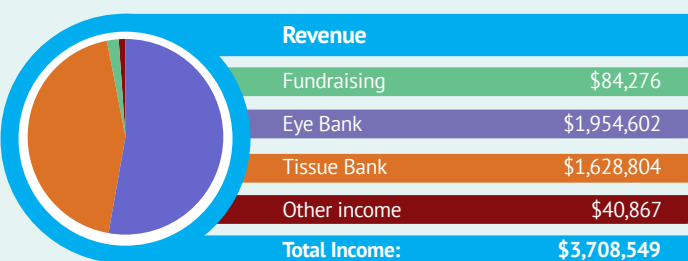 Revenue
Fundraising $84,276
Eye Bank $1,954,602
Tissue Bank $1,628,804
Other income $40,867
Total Income: $3,708,549